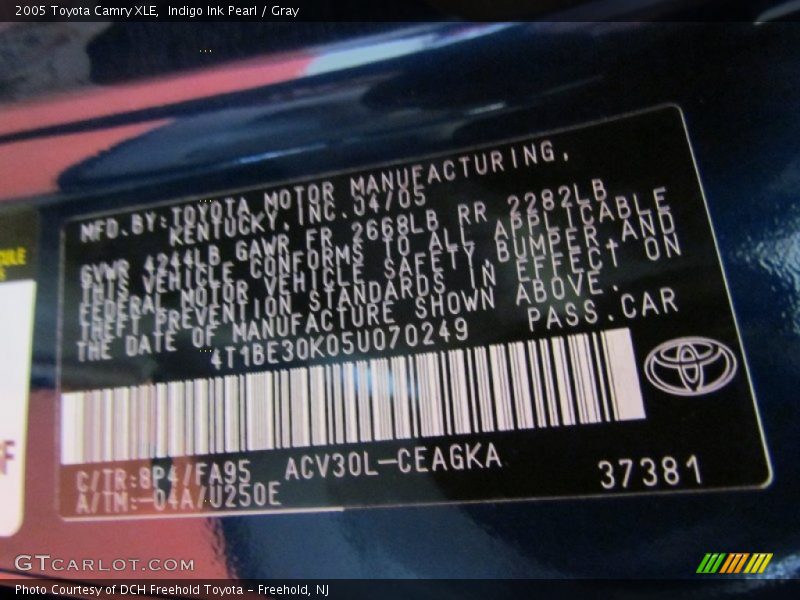 2005 Toyota Camry XLE, Indigo Ink Pearl / Gray
MFD.BY:TOYOTA MOTOR MANUFACTURING,
KENTUCKY, INC. 04/05
GVWR 4244LB GAWR FR 2668LB RR 2282LB
THIS VEHICLE CONFORMS TO ALL APPLICABLE
FEDERAL MOTOR VEHICLE SAFETY, BUMPER, AND
THEFT PREVENTION STANDARDS IN EFFECT ON
THE DATE OF MANUFACTURE SHOWN ABOVE.
4T1BE30K05U070249 PASS.CAR
C/TR:8P4/FA95 ACV30L-CEAGKA
A/TM:-04A/U250E 37381
GTCARLOT.COM
Photo Courtesy of DCH Freehold Toyota - Freehold, NJ